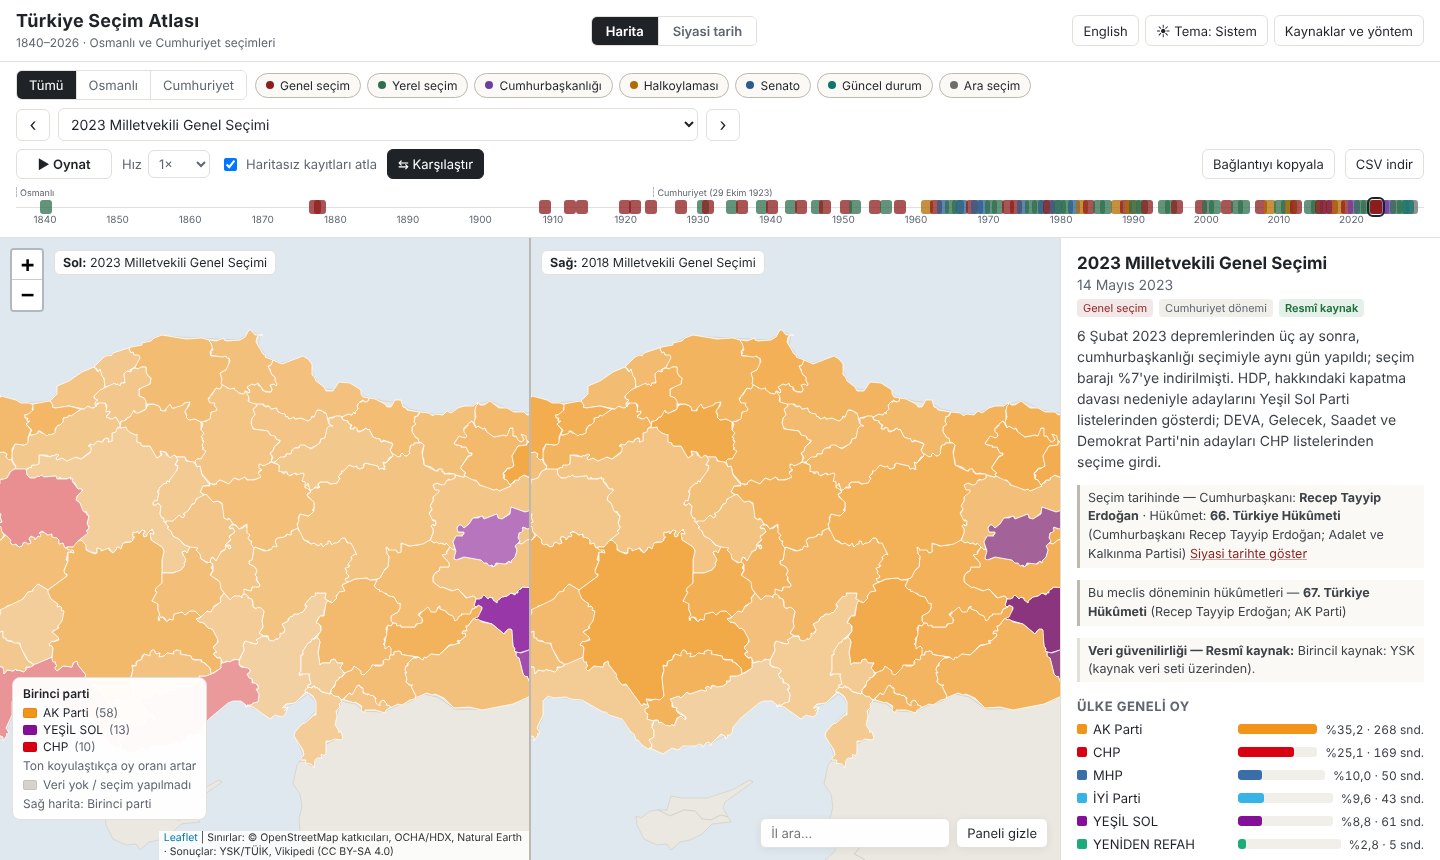 Türkiye Seçim Atlası
1840–2026 · Osmanlı ve Cumhuriyet seçimleri
Harita
Siyasi tarih
English
☀ Tema: Sistem
Kaynaklar ve yöntem
Tümü
Osmanlı
Cumhuriyet
Genel seçim
Yerel seçim
Cumhurbaşkanlığı
Halkoylaması
Senato
Güncel durum
Ara seçim
‹
2023 Milletvekili Genel Seçimi
›
▶ Oynat
Hız
1×
Haritasız kayıtları atla
⇆ Karşılaştır
Bağlantıyı kopyala
CSV indir
Osmanlı
Cumhuriyet (29 Ekim 1923)
1840 1850 1860 1870 1880 1890 1900 1910 1920 1930 1940 1950 1960 1970 1980 1990 2000 2010 2020
+
−
Sol: 2023 Milletvekili Genel Seçimi
Sağ: 2018 Milletvekili Genel Seçimi
Birinci parti
AK Parti (58)
YEŞİL SOL (13)
CHP (10)
Ton koyulaştıkça oy oranı artar
Veri yok / seçim yapılmadı
Sağ harita: Birinci parti
Leaflet | Sınırlar: © OpenStreetMap katkıcıları, OCHA/HDX, Natural Earth
· Sonuçlar: YSK/TÜİK, Vikipedi (CC BY-SA 4.0)
İl ara...
Paneli gizle
2023 Milletvekili Genel Seçimi
14 Mayıs 2023
Genel seçim
Cumhuriyet dönemi
Resmî kaynak
6 Şubat 2023 depremlerinden üç ay sonra,
cumhurbaşkanlığı seçimiyle aynı gün yapıldı; seçim
barajı %7'ye indirilmişti. HDP, hakkındaki kapatma
davası nedeniyle adaylarını Yeşil Sol Parti
listelerinden gösterdi; DEVA, Gelecek, Saadet ve
Demokrat Parti'nin adayları CHP listelerinden
seçime girdi.
Seçim tarihinde — Cumhurbaşkanı: Recep Tayyip
Erdoğan · Hükûmet: 66. Türkiye Hükûmeti
(Cumhurbaşkanı Recep Tayyip Erdoğan; Adalet ve
Kalkınma Partisi) Siyasi tarihte göster
Bu meclis döneminin hükûmetleri — 67. Türkiye
Hükûmeti (Recep Tayyip Erdoğan; AK Parti)
Veri güvenilirliği — Resmî kaynak: Birincil kaynak: YSK
(kaynak veri seti üzerinden).
ÜLKE GENELİ OY
AK Parti %35,2 · 268 snd.
CHP %25,1 · 169 snd.
MHP %10,0 · 50 snd.
İYİ Parti %9,6 · 43 snd.
YEŞİL SOL %8,8 · 61 snd.
YENİDEN REFAH %2,8 · 5 snd.